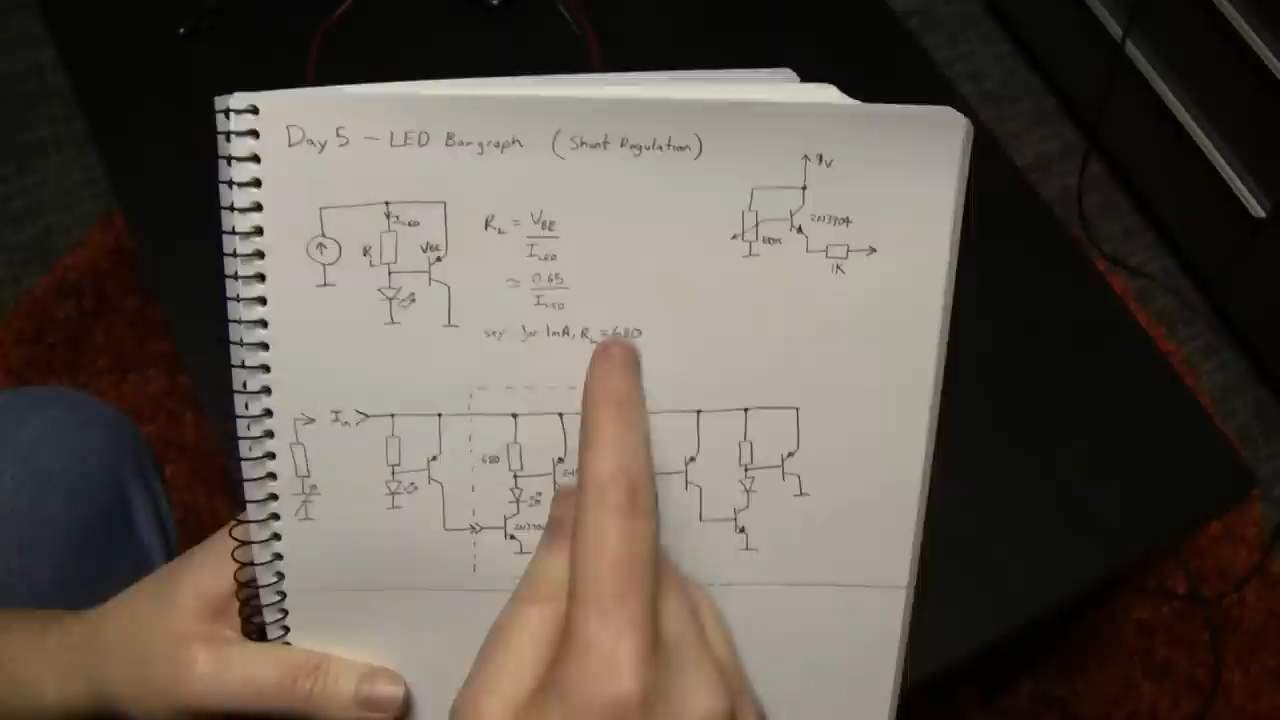 Day 5 – LED Bargraph (Shunt Regulation)
9V
2N3904
1K
I_LED
R_L
V_BE
R_L = V_BE / I_LED
≈ 0.65 / I_LED
say for 1mA, R_L = 680
I_in
680
2N3904